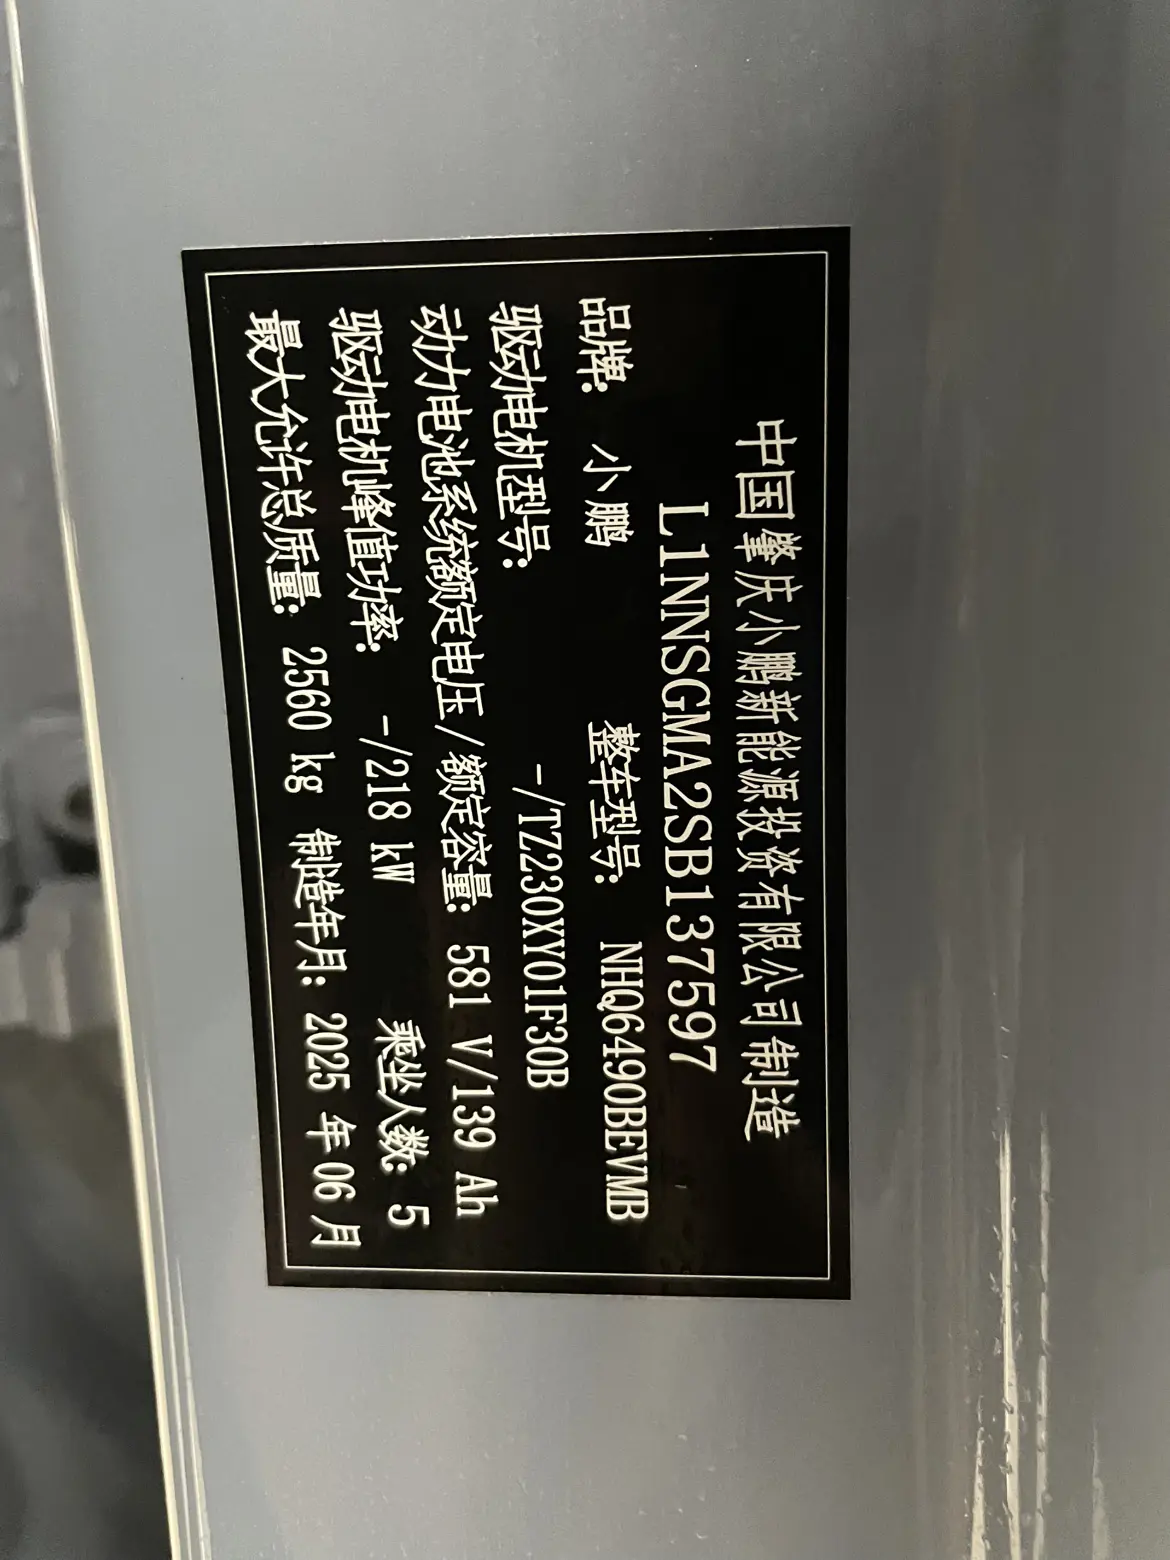 中国肇庆小鹏新能源投资有限公司制造
L1NNSGMA2SB137597
品牌: 小鹏 整车型号: NHQ6490BEVMB
驱动电机型号: -/TZ230XY01F30B
动力电池系统额定电压/额定容量: 581 V/139 Ah
驱动电机峰值功率: -/218 kW 乘坐人数: 5
最大允许总质量: 2560 kg 制造年月: 2025 年 06 月